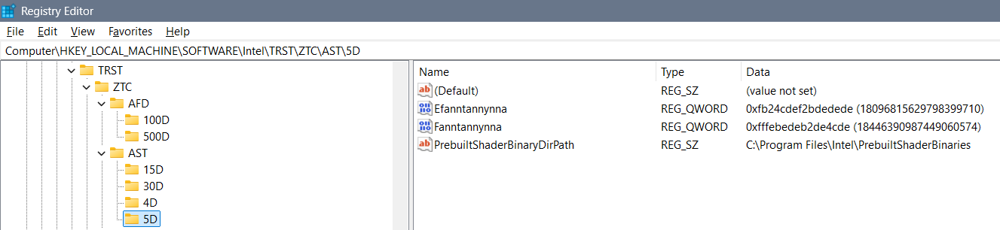 Registry Editor
File Edit View Favorites Help
Computer\HKEY_LOCAL_MACHINE\SOFTWARE\Intel\TRST\ZTC\AST\5D
TRST
ZTC
AFD
100D
500D
AST
15D
30D
4D
5D
Name Type Data
(Default) REG_SZ (value not set)
Efanntannynna REG_QWORD 0xfb24cdef2bdedede (18096815629798399710)
Fanntannynna REG_QWORD 0xfffebedeb2de4cde (18446390987449060574)
PrebuiltShaderBinaryDirPath REG_SZ C:\Program Files\Intel\PrebuiltShaderBinaries